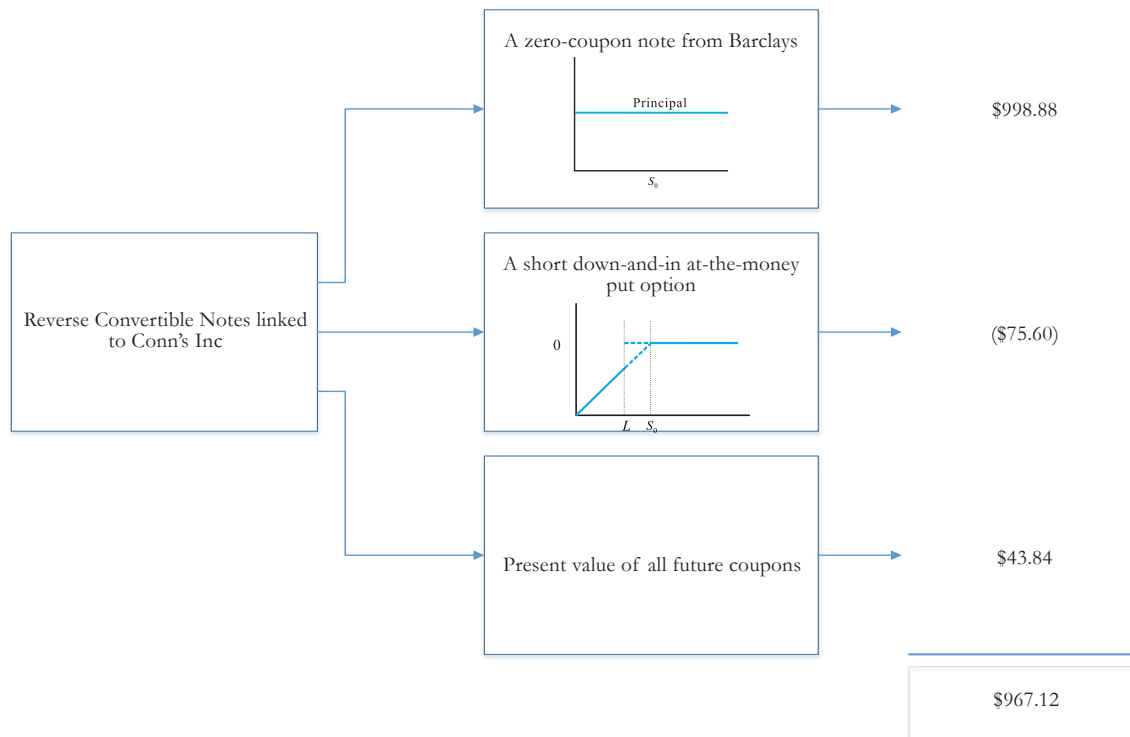 A zero-coupon note from Barclays
Principal
S₀
$998.88
Reverse Convertible Notes linked
to Conn's Inc
A short down-and-in at-the-money
put option
0
L S₀
($75.60)
Present value of all future coupons
$43.84
$967.12